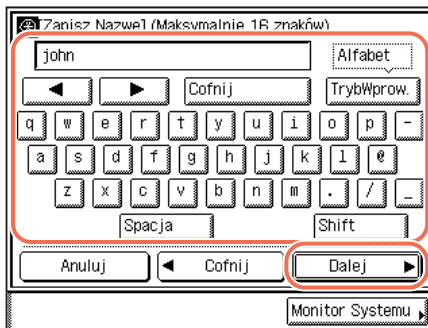 [Zapisz Nazwę] (Maksymalnie 16 znaków)
john Alfabet
◀ ▶ Cofnij TrybWprow.
q w e r t y u i o p -
a s d f g h j k l @
z x c v b n m . / _
Spacja Shift
Anuluj ◀ Cofnij Dalej ▶
Monitor Systemu